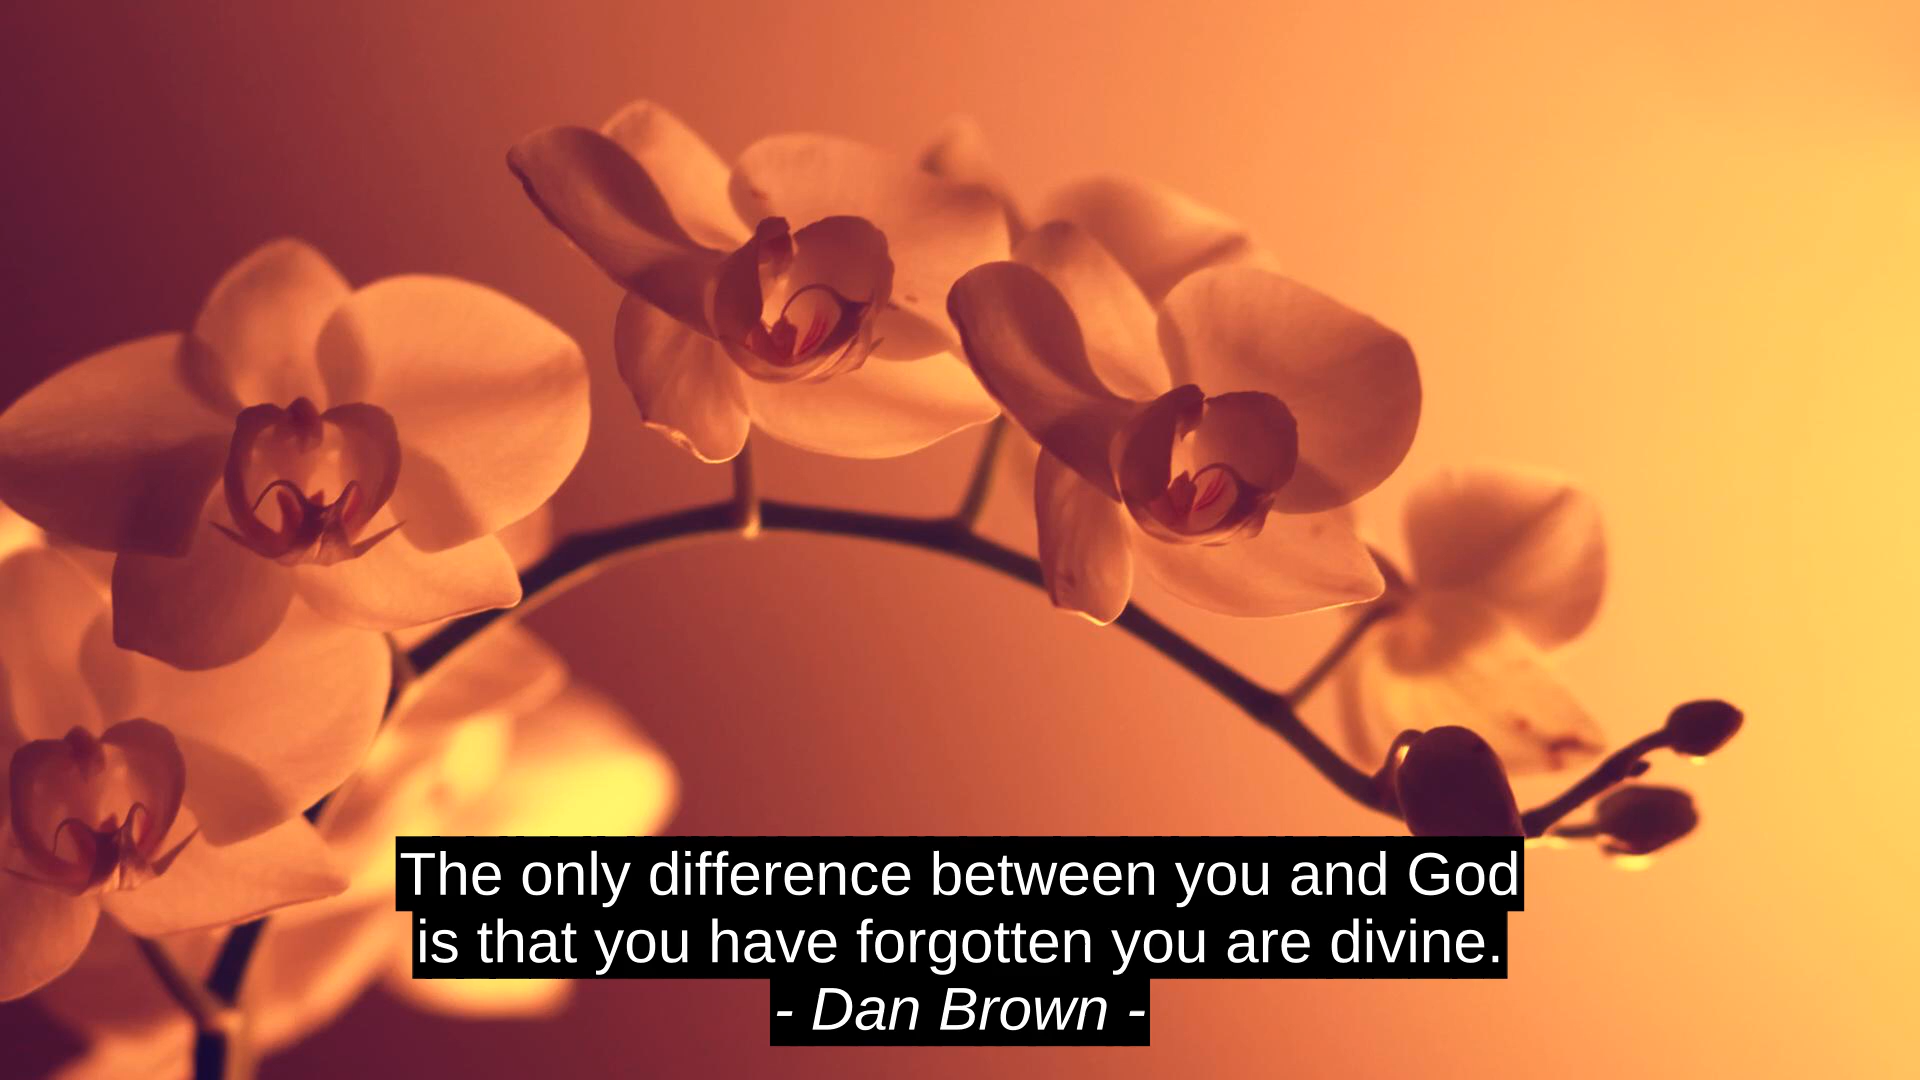 The only difference between you and God
is that you have forgotten you are divine.
- Dan Brown -